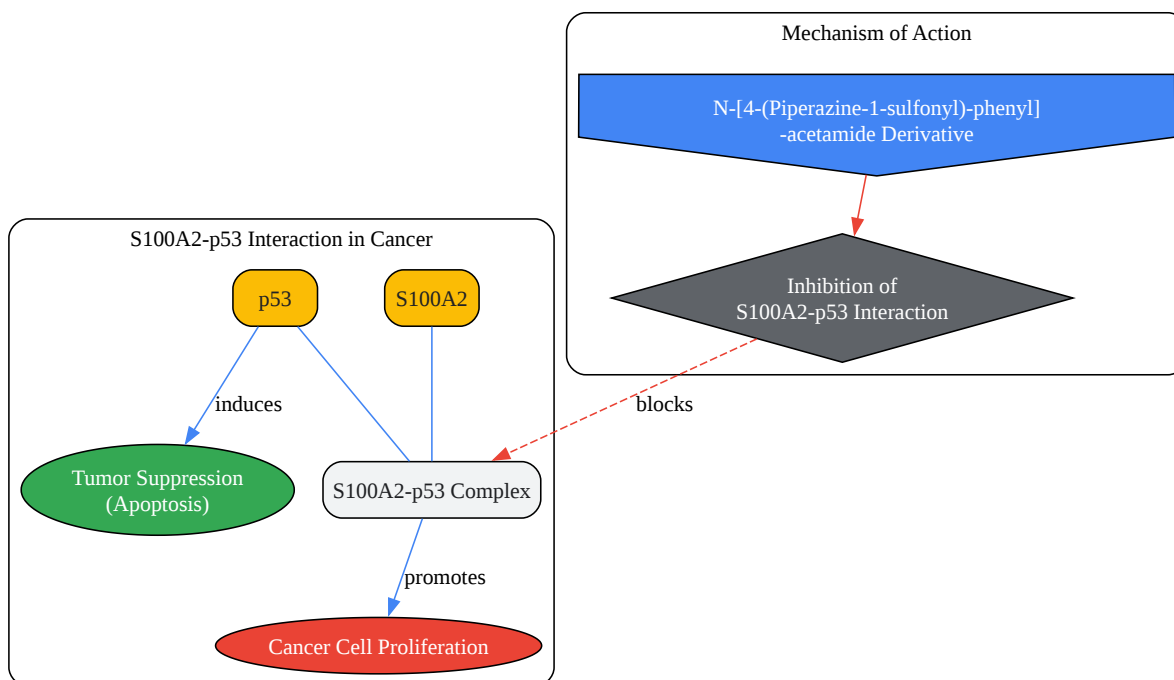 Mechanism of Action
N-[4-(Piperazine-1-sulfonyl)-phenyl]
-acetamide Derivative
Inhibition of
S100A2-p53 Interaction
blocks
S100A2-p53 Interaction in Cancer
p53
S100A2
induces
Tumor Suppression
(Apoptosis)
S100A2-p53 Complex
promotes
Cancer Cell Proliferation